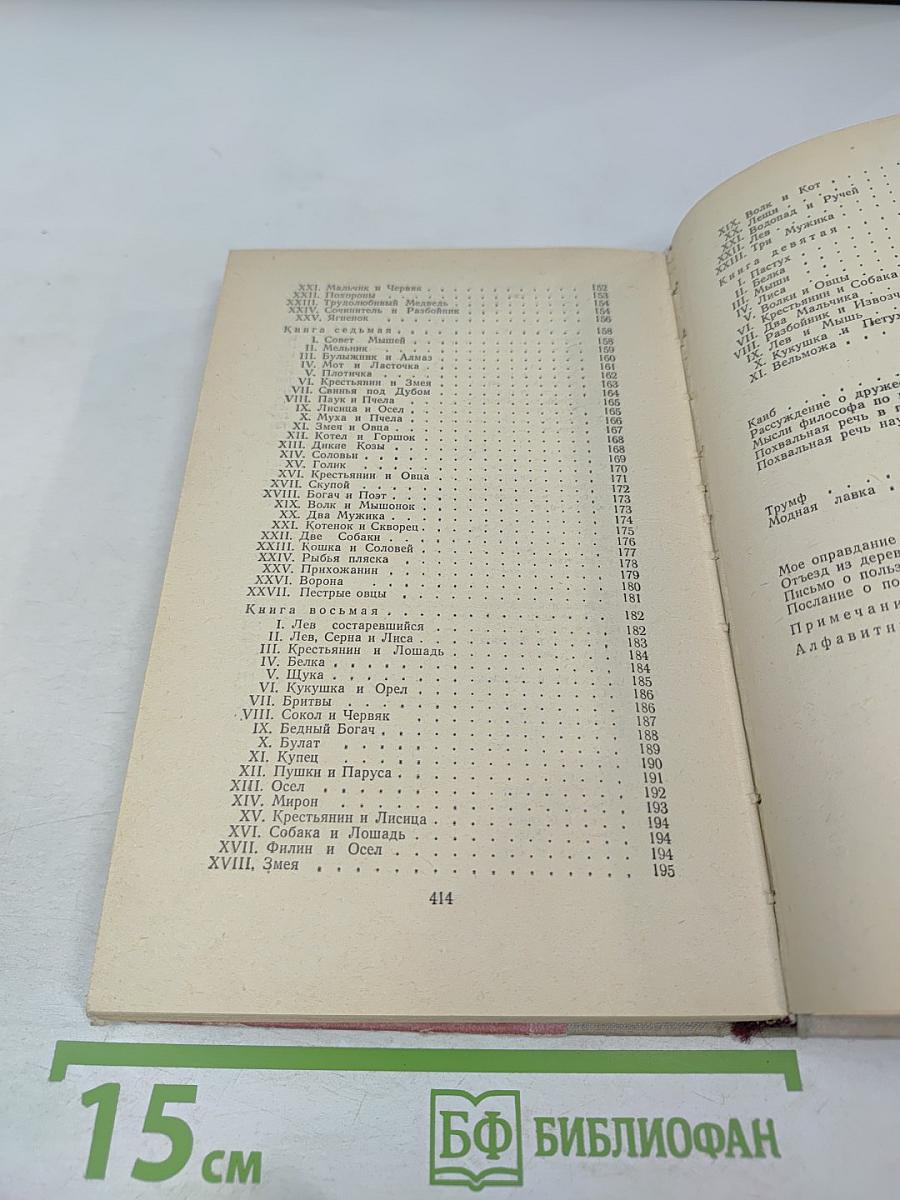 XXI. Мальчик и Червяк 152
XXII. Похороны 153
XXIII. Трудолюбивый Медведь 154
XXIV. Сочинитель и Разбойник 154
XXV. Ягненок 156
Книга седьмая 158
I. Совет Мышей 158
II. Мельник 159
III. Булыжник и Алмаз 160
IV. Мот и Ласточка 161
V. Плотичка 162
VI. Крестьянин и Змея 163
VII. Свинья под Дубом 164
VIII. Паук и Пчела 165
IX. Лисица и Осел 165
X. Муха и Пчела 166
XI. Змея и Овца 167
XII. Котел и Горшок 168
XIII. Дикие Козы 168
XIV. Соловьи 169
XV. Голик 170
XVI. Крестьянин и Овца 171
XVII. Скупой 172
XVIII. Богач и Поэт 173
XIX. Волк и Мышонок 173
XX. Два Мужика 174
XXI. Котенок и Скворец 175
XXII. Две Собаки 176
XXIII. Кошка и Соловей 177
XXIV. Рыбья пляска 178
XXV. Прихожанин 179
XXVI. Ворона 180
XXVII. Пестрые овцы 181
Книга восьмая 182
I. Лев состаревшийся 182
II. Лев, Серна и Лиса 183
III. Крестьянин и Лошадь 184
IV. Белка 184
V. Щука 185
VI. Кукушка и Орел 186
VII. Бритвы 186
VIII. Сокол и Червяк 187
IX. Бедный Богач 188
X. Булат 189
XI. Купец 190
XII. Пушки и Паруса 191
XIII. Осел 192
XIV. Мирон 193
XV. Крестьянин и Лисица 194
XVI. Собака и Лошадь 194
XVII. Филин и Осел 194
XVIII. Змея 195
414
XIX. Волк и Кот
XX. Лещи
XXI. Водопад и Ручей
XXII. Лев
XXIII. Три Мужика
Книга девятая
I. Пастух
II. Белка
III. Мыши
IV. Лиса
V. Волки и Овцы
VI. Крестьянин и Собака
VII. Два Мальчика
VIII. Разбойник и Извозч
IX. Лев и Мышь
X. Кукушка и Петух
XI. Вельможа
Каиб
Рассуждение о дружес
Мысли философа по
Похвальная речь в п
Похвальная речь нау
Трумф
Модная лавка
Мое оправдание
Отъезд из дерев
Письмо о польз
Послание о по
Примечани
Алфавитн
15 см
БФ БИБЛИОФАН